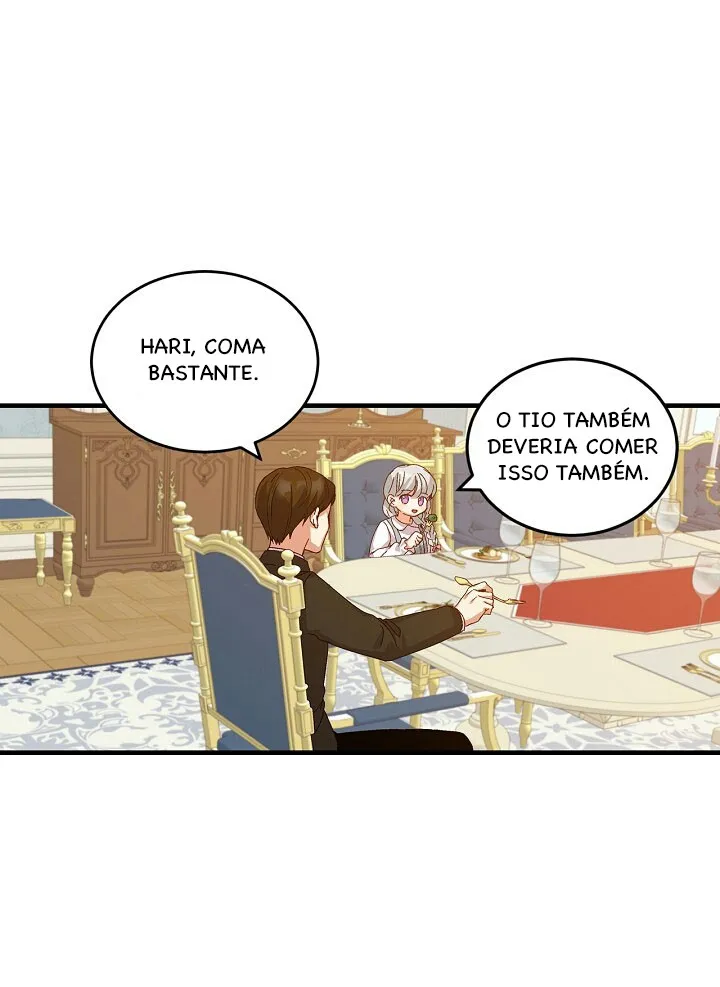 HARI, COMA
BASTANTE.
O TIO TAMBÉM
DEVERIA COMER
ISSO TAMBÉM.